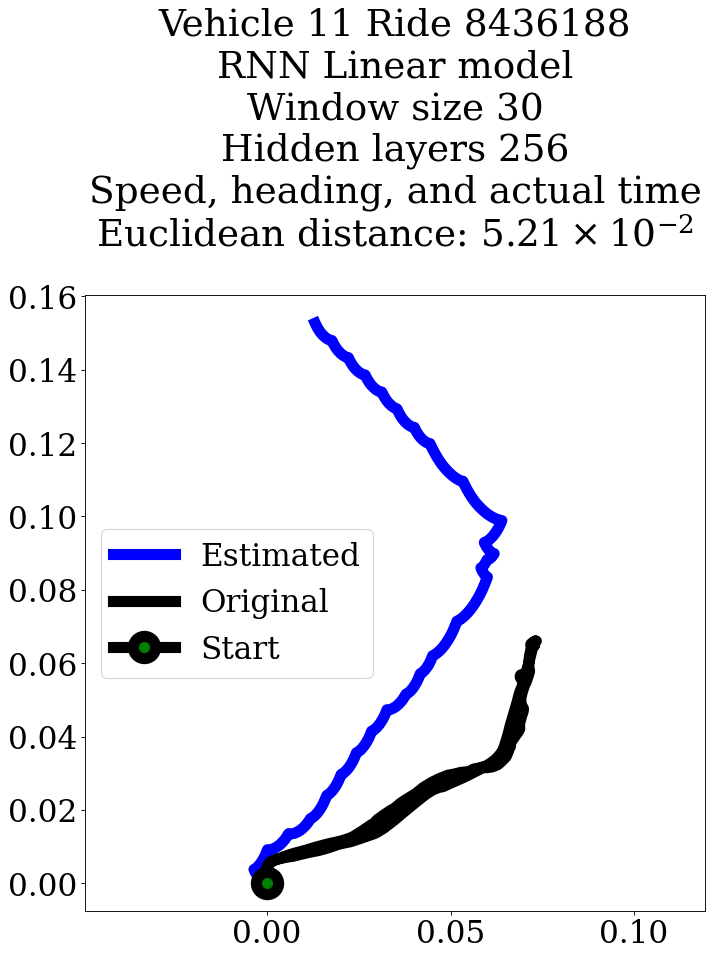 Vehicle 11 Ride 8436188
RNN Linear model
Window size 30
Hidden layers 256
Speed, heading, and actual time
Euclidean distance: 5.21 × 10⁻²
0.16
0.14
0.12
0.10
0.08
0.06
0.04
0.02
0.00
Estimated
Original
Start
0.00 0.05 0.10